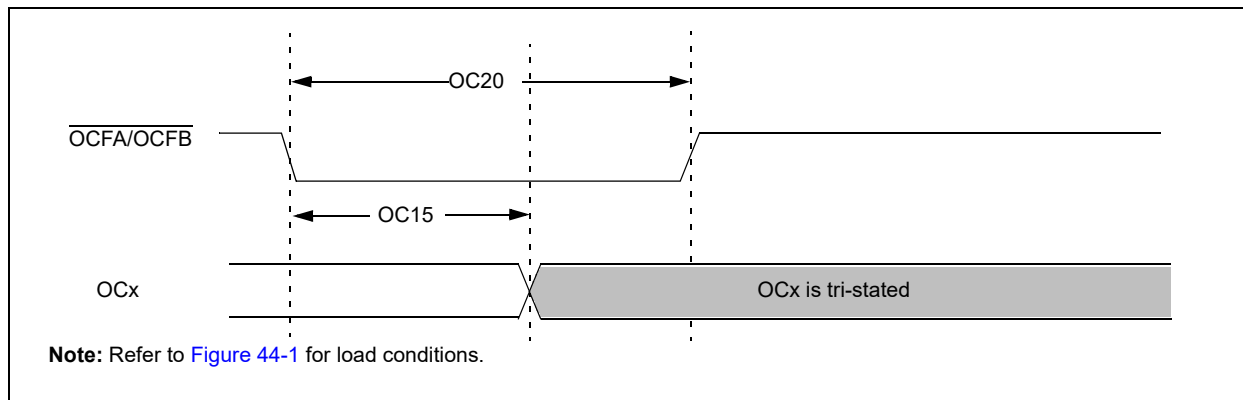 OC20
OCFA/OCFB
OC15
OCx
OCx is tri-stated
Note: Refer to Figure 44-1 for load conditions.